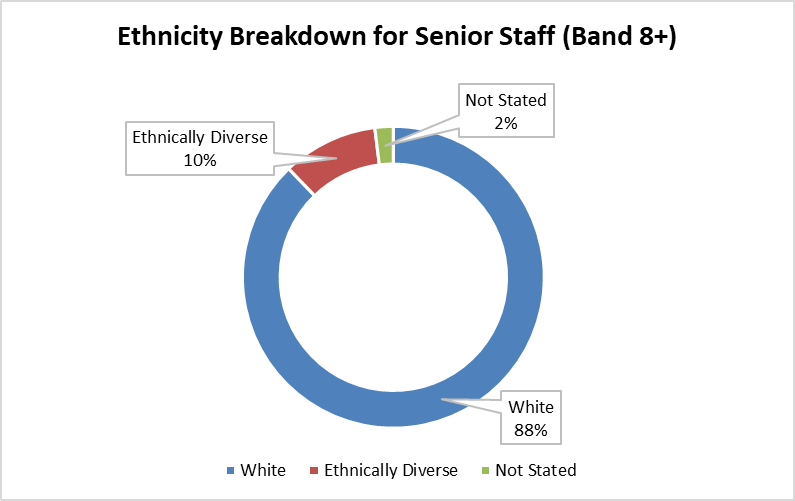 Ethnicity Breakdown for Senior Staff (Band 8+)
Not Stated
2%
Ethnically Diverse
10%
White
88%
White Ethnically Diverse Not Stated